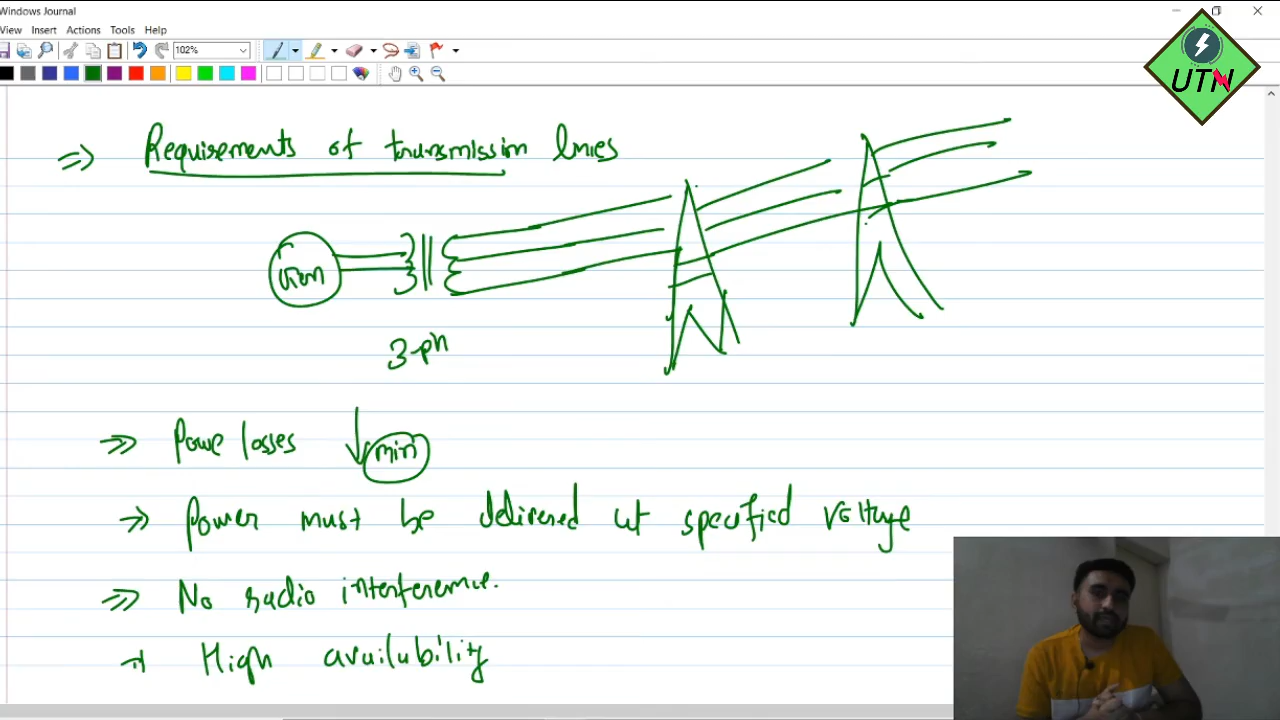 Windows Journal
View Insert Actions Tools Help
102%
UTN
⇒ Requirements of transmission lines
Gen
3-ph
⇒ Powe losses ↓ min
→ Power must be delivered at specified voltage
⇒ No radio interference.
→ High availability